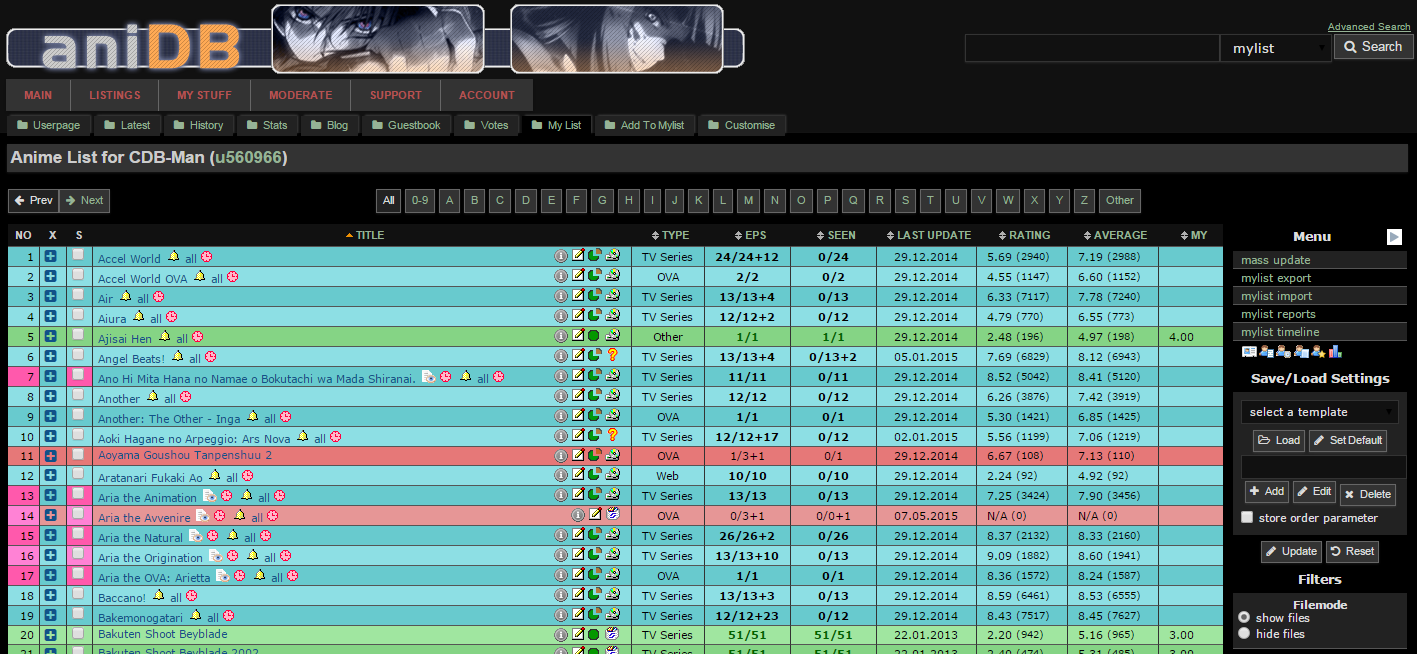 aniDB
Advanced Search
mylist Search
MAIN LISTINGS MY STUFF MODERATE SUPPORT ACCOUNT
Userpage Latest History Stats Blog Guestbook Votes My List Add To Mylist Customise
Anime List for CDB-Man (u560966)
Prev Next All 0-9 A B C D E F G H I J K L M N O P Q R S T U V W X Y Z Other
NO X S TITLE TYPE EPS SEEN LAST UPDATE RATING AVERAGE MY
1 Accel World all TV Series 24/24+12 0/24 29.12.2014 5.69 (2940) 7.19 (2988)
2 Accel World OVA all OVA 2/2 0/2 29.12.2014 4.55 (1147) 6.60 (1152)
3 Air all TV Series 13/13+4 0/13 29.12.2014 6.33 (7117) 7.78 (7240)
4 Aiura all TV Series 12/12+2 0/12 29.12.2014 4.79 (770) 6.55 (773)
5 Ajisai Hen all Other 1/1 1/1 29.12.2014 2.48 (196) 4.97 (198) 4.00
6 Angel Beats! all TV Series 13/13+4 0/13+2 05.01.2015 7.69 (6829) 8.12 (6943)
7 Ano Hi Mita Hana no Namae o Bokutachi wa Mada Shiranai. all TV Series 11/11 0/11 29.12.2014 8.52 (5042) 8.41 (5120)
8 Another all TV Series 12/12 0/12 29.12.2014 6.26 (3876) 7.42 (3919)
9 Another: The Other - Inga all OVA 1/1 0/1 29.12.2014 5.30 (1421) 6.85 (1425)
10 Aoki Hagane no Arpeggio: Ars Nova all TV Series 12/12+17 0/12 02.01.2015 5.56 (1199) 7.06 (1219)
11 Aoyama Goushou Tanpenshuu 2 OVA 1/3+1 0/1 29.12.2014 6.67 (108) 7.13 (110)
12 Aratanari Fukaki Ao all Web 10/10 0/10 29.12.2014 2.24 (92) 4.92 (92)
13 Aria the Animation all TV Series 13/13 0/13 29.12.2014 7.25 (3424) 7.90 (3456)
14 Aria the Avvenire all OVA 0/3+1 0/0+1 07.05.2015 N/A (0) N/A (0)
15 Aria the Natural all TV Series 26/26+2 0/26 29.12.2014 8.37 (2132) 8.33 (2160)
16 Aria the Origination all TV Series 13/13+10 0/13 29.12.2014 9.09 (1882) 8.60 (1941)
17 Aria the OVA: Arietta all OVA 1/1 0/1 29.12.2014 8.36 (1572) 8.24 (1587)
18 Baccano! all TV Series 13/13+3 0/13 29.12.2014 8.59 (6461) 8.53 (6555)
19 Bakemonogatari all TV Series 12/12+23 0/12 29.12.2014 8.43 (7517) 8.45 (7627)
20 Bakuten Shoot Beyblade TV Series 51/51 51/51 22.01.2013 2.20 (942) 5.16 (965) 3.00
21 Bakuten Shoot Beyblade 2002 TV Series 51/51 51/51 22.01.2013 2.40 (474) 5.31 (485) 3.00
Menu
mass update
mylist export
mylist import
mylist reports
mylist timeline
Save/Load Settings
select a template
Load Set Default
Add Edit Delete
store order parameter
Update Reset
Filters
Filemode
show files
hide files